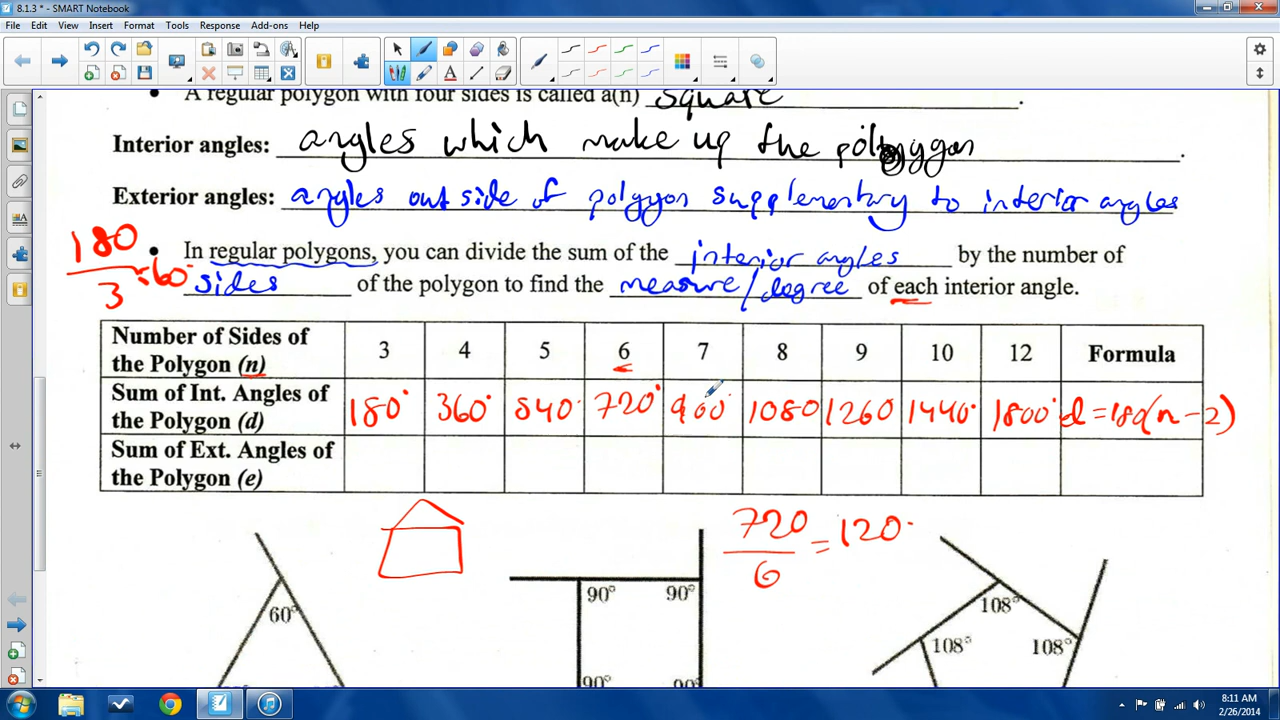 8.1.3 * - SMART Notebook
File Edit View Insert Format Tools Response Add-ons Help
• A regular polygon with four sides is called a(n) square.
Interior angles: angles which make up the polygon.
Exterior angles: angles outside of polygon supplementary to interior angles
180/3 = 60°
• In regular polygons, you can divide the sum of the interior angles by the number of
sides of the polygon to find the measure/degree of each interior angle.
Number of Sides of
the Polygon (n) 3 4 5 6 7 8 9 10 12 Formula
Sum of Int. Angles of
the Polygon (d) 180° 360° 540° 720° 900° 1080 1260 1440° 1800° d = 180(n-2)
Sum of Ext. Angles of
the Polygon (e)
720/6 = 120°
60°
90° 90°
90° 90°
108°
108° 108°
8:11 AM
2/26/2014